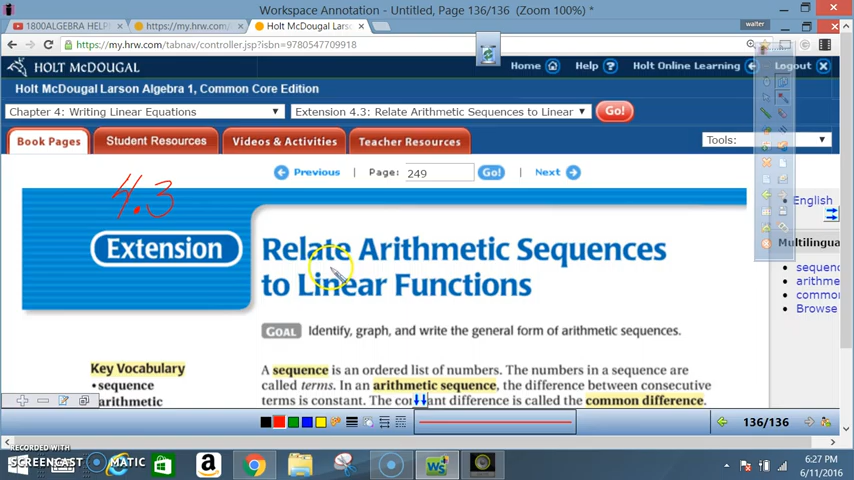 Workspace Annotation - Untitled, Page 136/136 (Zoom 100%) *
1800ALGEBRA HELP
https://my.hrw.com/tab
Holt McDougal Larson
walter
https://my.hrw.com/tabnav/controller.jsp?isbn=9780547709918
HOLT MCDOUGAL
Home
Help ?
Holt Online Learning
Logout X
Holt McDougal Larson Algebra 1, Common Core Edition
Chapter 4: Writing Linear Equations
Extension 4.3: Relate Arithmetic Sequences to Linear
Go!
Book Pages
Student Resources
Videos & Activities
Teacher Resources
Tools:
Previous
Page:
249
Go!
Next
4.3
English
Extension
Relate Arithmetic Sequences
to Linear Functions
Multilingua
sequenc
arithme
commo
Browse
GOAL Identify, graph, and write the general form of arithmetic sequences.
Key Vocabulary
• sequence
• arithmetic
A sequence is an ordered list of numbers. The numbers in a sequence are
called terms. In an arithmetic sequence, the difference between consecutive
terms is constant. The constant difference is called the common difference.
136/136
RECORDED WITH
SCREENCAST MATIC
6:27 PM
6/11/2016